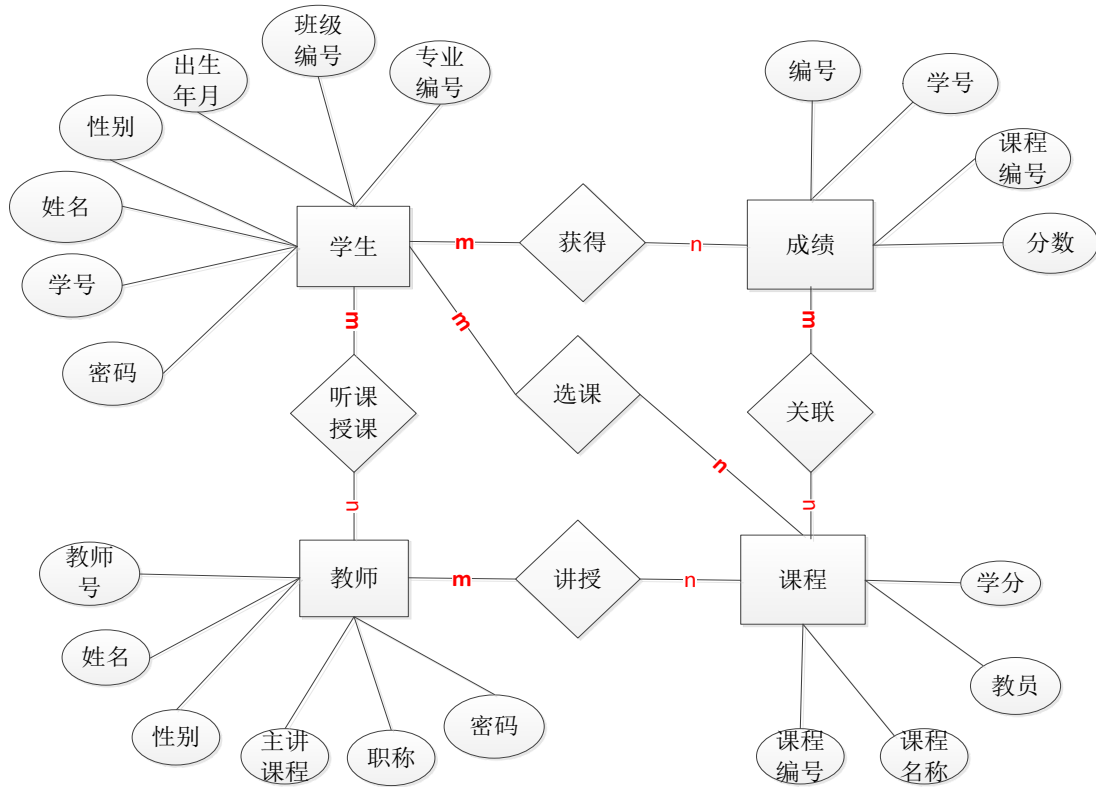 班级
编号
专业
编号
出生
年月
性别
姓名
学号
密码
编号
学号
课程
编号
分数
学生
m
获得
n
成绩
m
m
m
听课
授课
选课
关联
n
n
n
教师
号
教师
m
讲授
n
课程
学分
姓名
性别
主讲
课程
职称
密码
教员
课程
编号
课程
名称